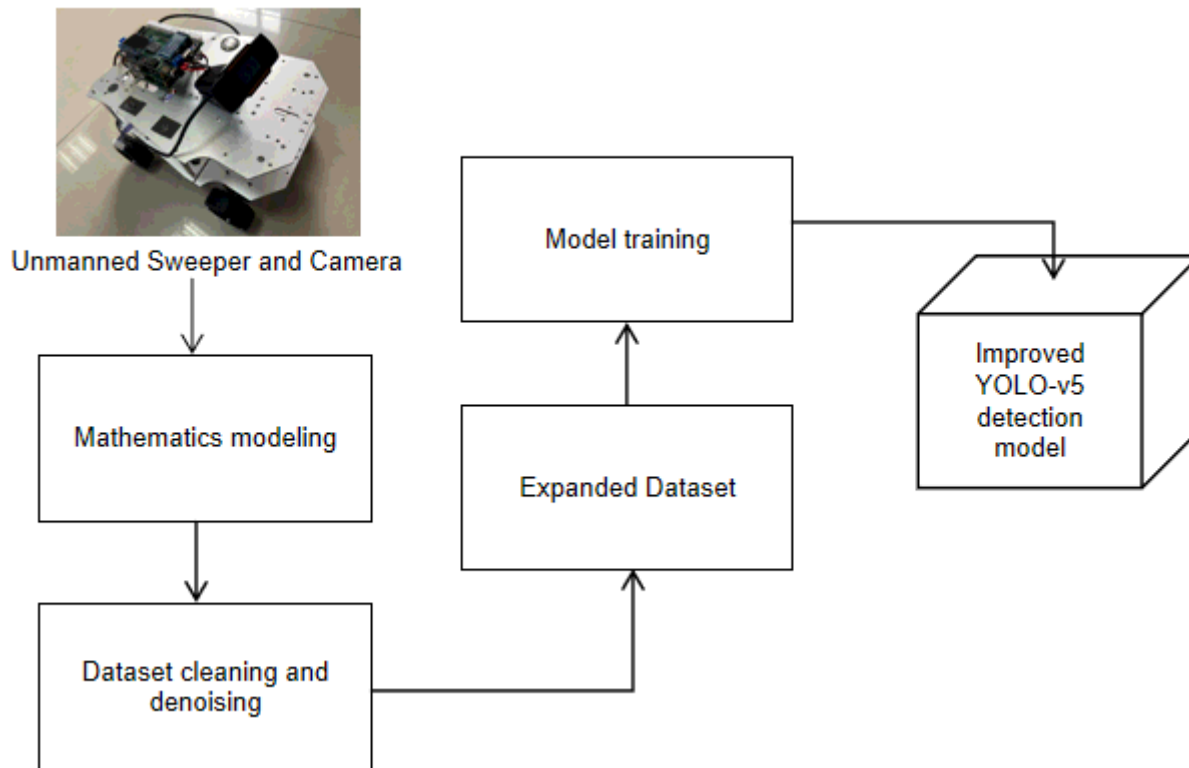 Unmanned Sweeper and Camera
Mathematics modeling
Dataset cleaning and
denoising
Expanded Dataset
Model training
Improved
YOLO-v5
detection
model